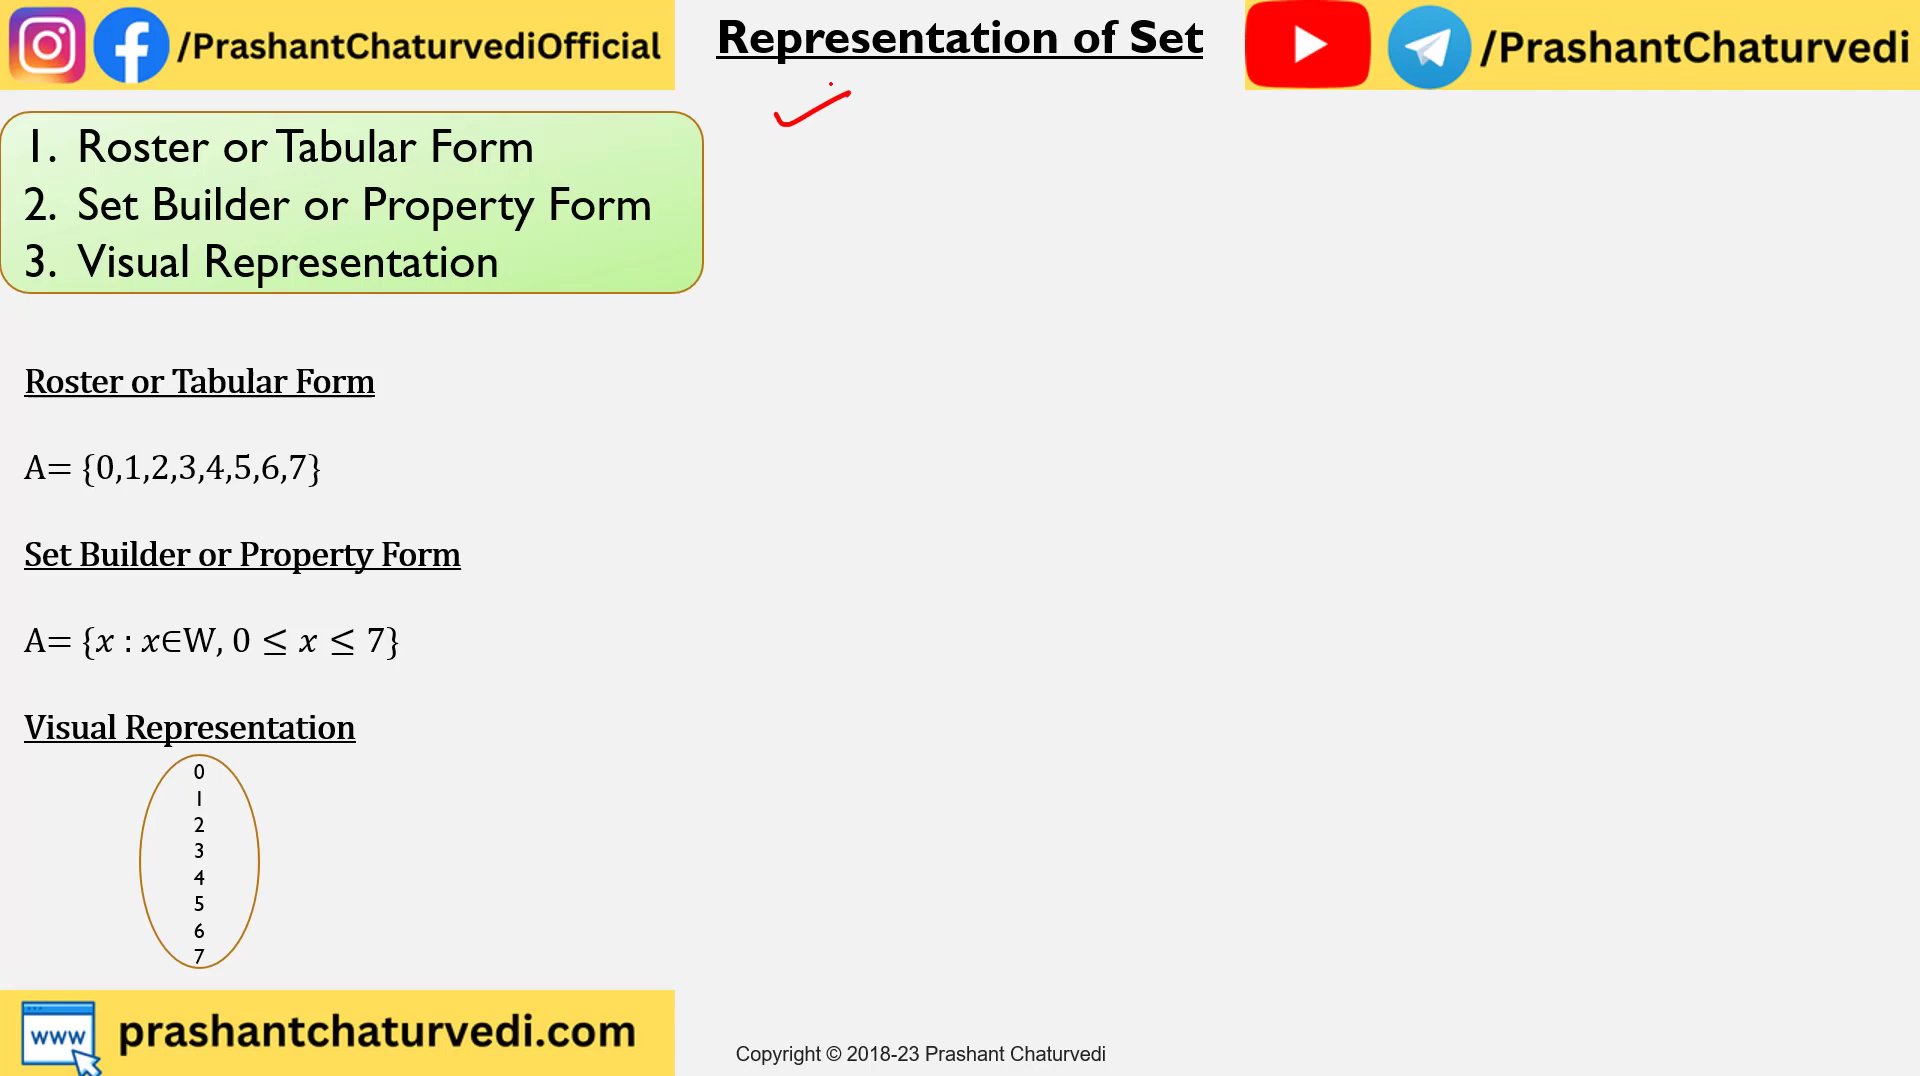 /PrashantChaturvediOfficial
Representation of Set
/PrashantChaturvedi
1. Roster or Tabular Form
2. Set Builder or Property Form
3. Visual Representation
Roster or Tabular Form
A= {0,1,2,3,4,5,6,7}
Set Builder or Property Form
A= {x : x∈W, 0 ≤ x ≤ 7}
Visual Representation
0
1
2
3
4
5
6
7
www
prashantchaturvedi.com
Copyright © 2018-23 Prashant Chaturvedi